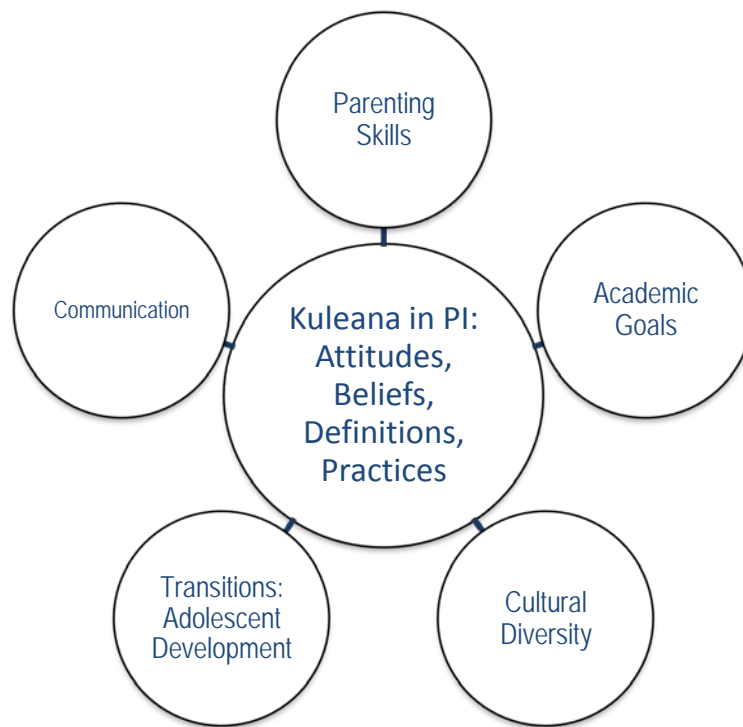 Parenting
Skills
Communication
Academic
Goals
Kuleana in PI:
Attitudes,
Beliefs,
Definitions,
Practices
Transitions:
Adolescent
Development
Cultural
Diversity